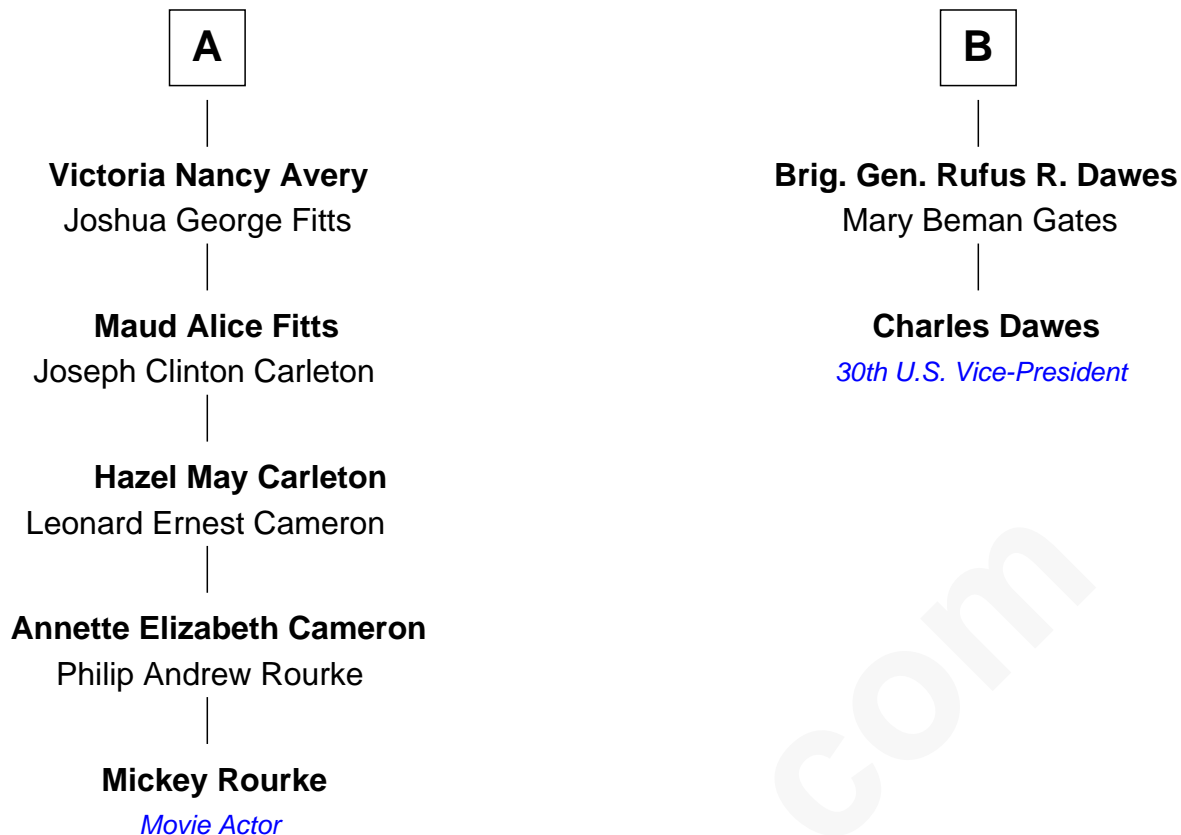 A
Victoria Nancy Avery
Joshua George Fitts
Maud Alice Fitts
Joseph Clinton Carleton
Hazel May Carleton
Leonard Ernest Cameron
Annette Elizabeth Cameron
Philip Andrew Rourke
Mickey Rourke
Movie Actor
B
Brig. Gen. Rufus R. Dawes
Mary Beman Gates
Charles Dawes
30th U.S. Vice-President
com